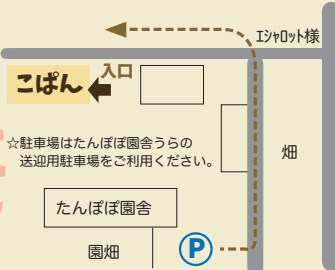 エシャロット様
入口
こぱん
☆駐車場はたんぽぽ園舎うらの
送迎用駐車場をご利用ください。
畑
たんぽぽ園舎
園畑
P